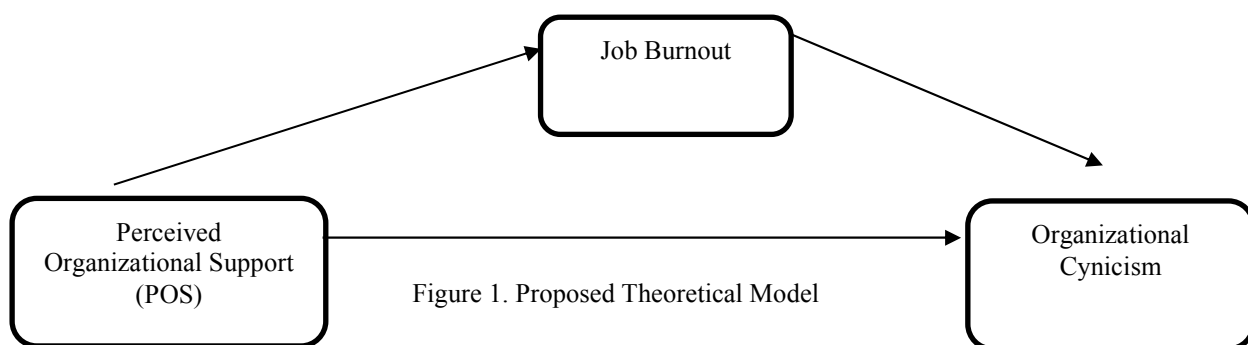 Job Burnout
Perceived
Organizational Support
(POS)
Organizational
Cynicism
Figure 1. Proposed Theoretical Model